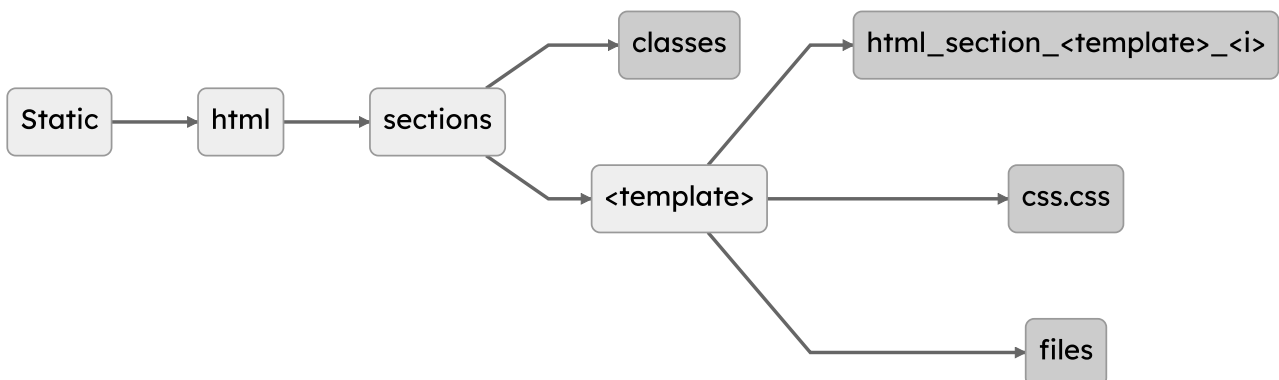 classes
html_section_<template>_<i>
Static
html
sections
<template>
css.css
files